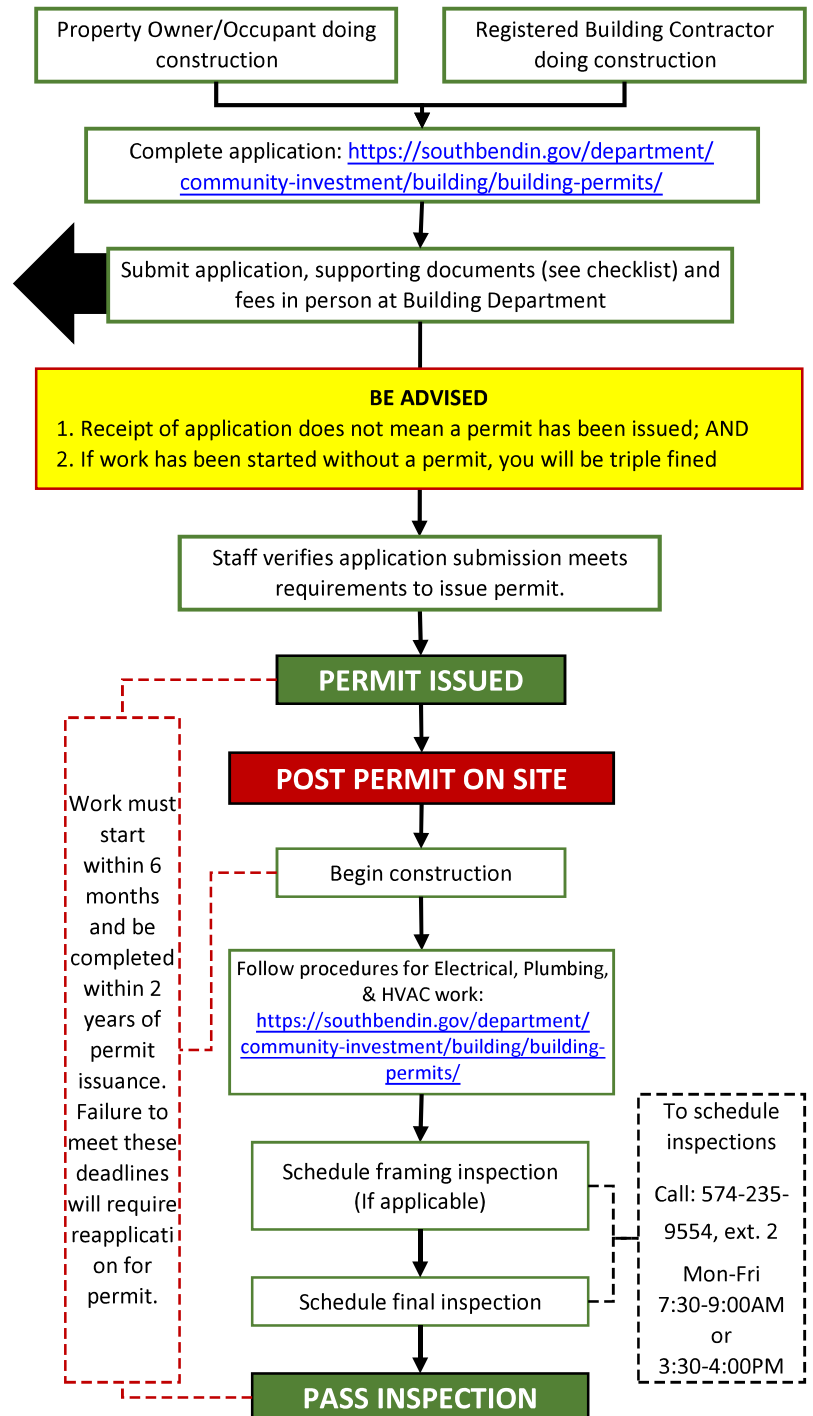 Property Owner/Occupant doing
construction
Registered Building Contractor
doing construction
Complete application: https://southbendin.gov/department/
community-investment/building/building-permits/
Submit application, supporting documents (see checklist) and
fees in person at Building Department
BE ADVISED
1. Receipt of application does not mean a permit has been issued; AND
2. If work has been started without a permit, you will be triple fined
Staff verifies application submission meets
requirements to issue permit.
PERMIT ISSUED
POST PERMIT ON SITE
Work must
start
within 6
months
and be
completed
within 2
years of
permit
issuance.
Failure to
meet these
deadlines
will require
reapplicati
on for
permit.
Begin construction
Follow procedures for Electrical, Plumbing,
& HVAC work:
https://southbendin.gov/department/
community-investment/building/building-
permits/
Schedule framing inspection
(If applicable)
Schedule final inspection
To schedule
inspections
Call: 574-235-
9554, ext. 2
Mon-Fri
7:30-9:00AM
or
3:30-4:00PM
PASS INSPECTION